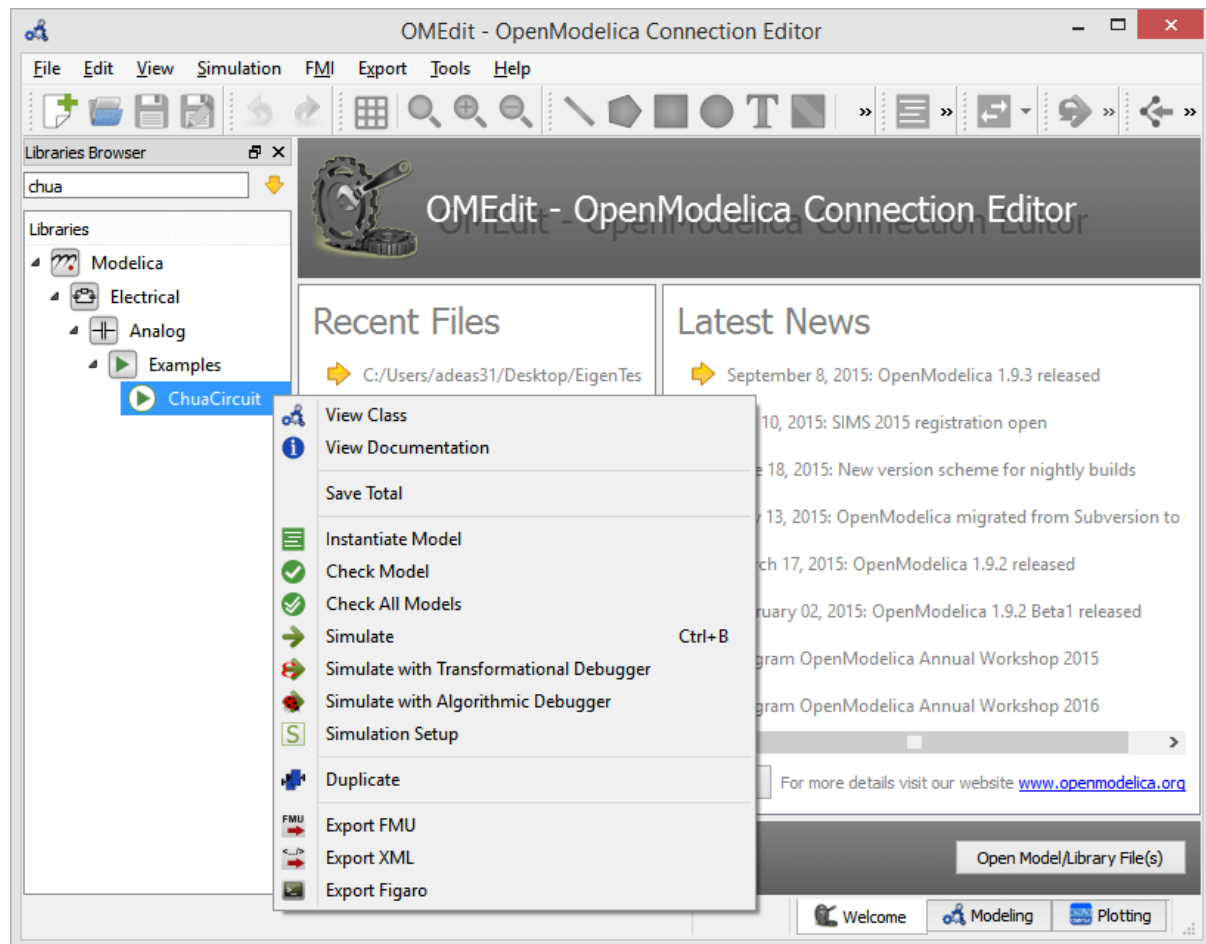 OMEdit - OpenModelica Connection Editor
File Edit View Simulation FMI Export Tools Help
T » » » »
Libraries Browser
chua
Libraries
Modelica
Electrical
Analog
Examples
ChuaCircuit
OMEdit - OpenModelica Connection Editor
Recent Files
C:/Users/adeas31/Desktop/EigenTes
Latest News
September 8, 2015: OpenModelica 1.9.3 released
10, 2015: SIMS 2015 registration open
18, 2015: New version scheme for nightly builds
13, 2015: OpenModelica migrated from Subversion to
17, 2015: OpenModelica 1.9.2 released
02, 2015: OpenModelica 1.9.2 Beta1 released
OpenModelica Annual Workshop 2015
OpenModelica Annual Workshop 2016
For more details visit our website www.openmodelica.org
View Class
View Documentation
Save Total
Instantiate Model
Check Model
Check All Models
Simulate Ctrl+B
Simulate with Transformational Debugger
Simulate with Algorithmic Debugger
S Simulation Setup
Duplicate
FMU Export FMU
Export XML
Export Figaro
Open Model/Library File(s)
Welcome Modeling Plotting